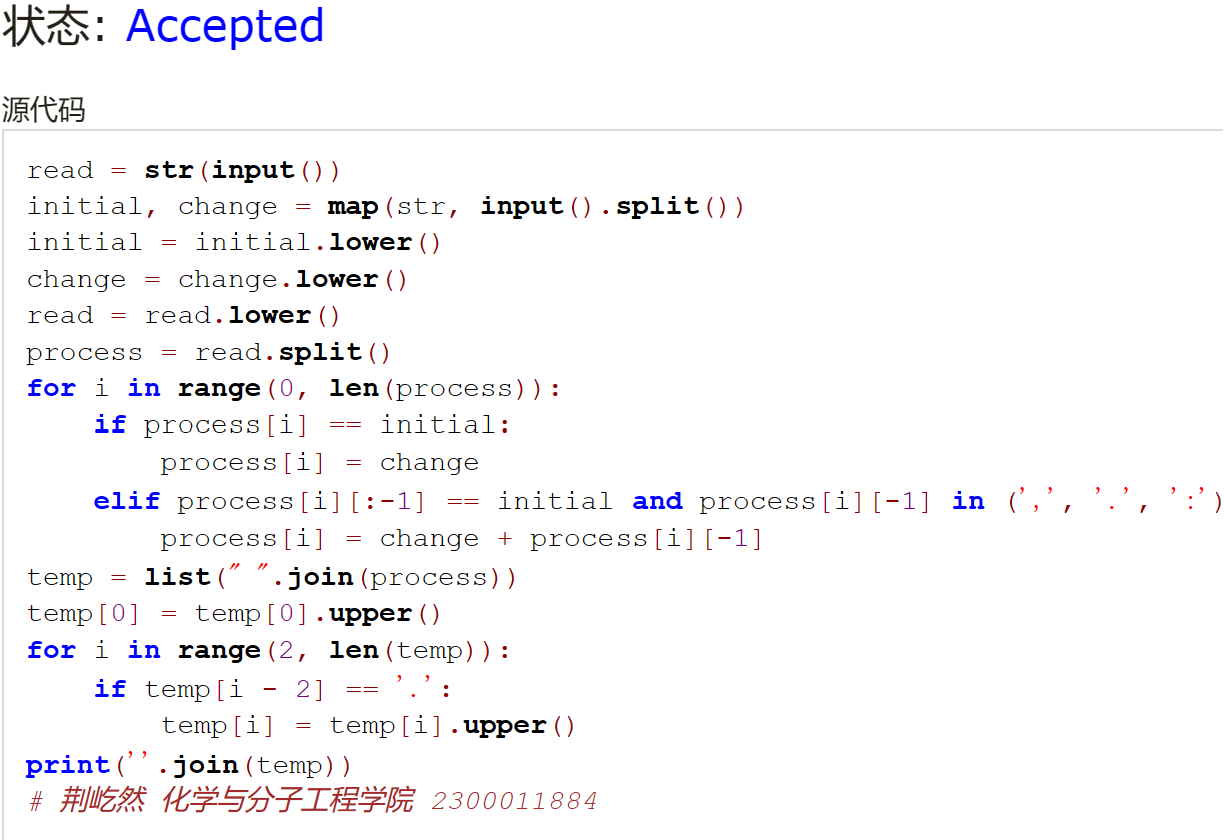 状态: Accepted
源代码
read = str(input())
initial, change = map(str, input().split())
initial = initial.lower()
change = change.lower()
read = read.lower()
process = read.split()
for i in range(0, len(process)):
    if process[i] == initial:
        process[i] = change
    elif process[i][:-1] == initial and process[i][-1] in (',', '.', ':')
        process[i] = change + process[i][-1]
temp = list(" ".join(process))
temp[0] = temp[0].upper()
for i in range(2, len(temp)):
    if temp[i - 2] == '.':
        temp[i] = temp[i].upper()
print(''.join(temp))
# 荆屹然 化学与分子工程学院 2300011884